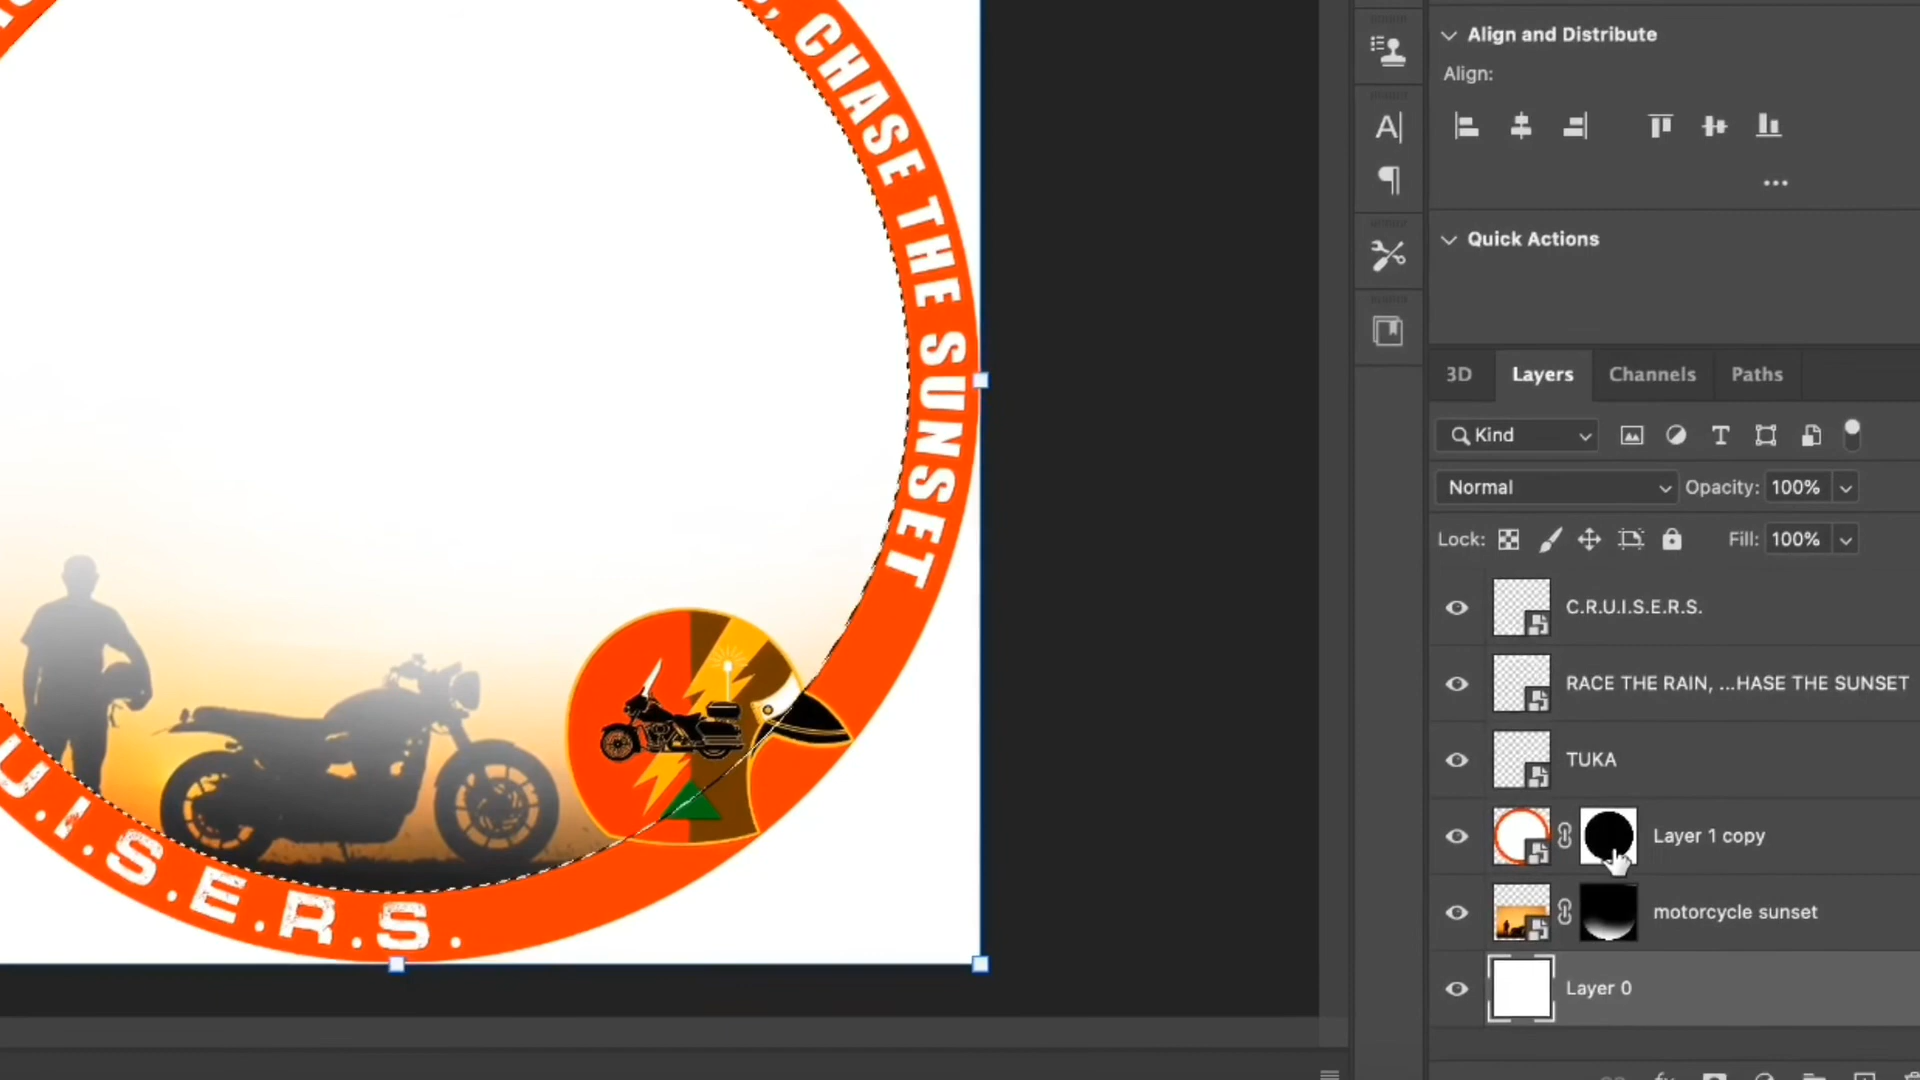 , CHASE THE SUNSET
U.I.S.E.R.S.
Align and Distribute
Align:
Quick Actions
3D
Layers
Channels
Paths
Kind
Normal
Opacity: 100%
Lock:
Fill: 100%
C.R.U.I.S.E.R.S.
RACE THE RAIN, ...HASE THE SUNSET
TUKA
Layer 1 copy
motorcycle sunset
Layer 0